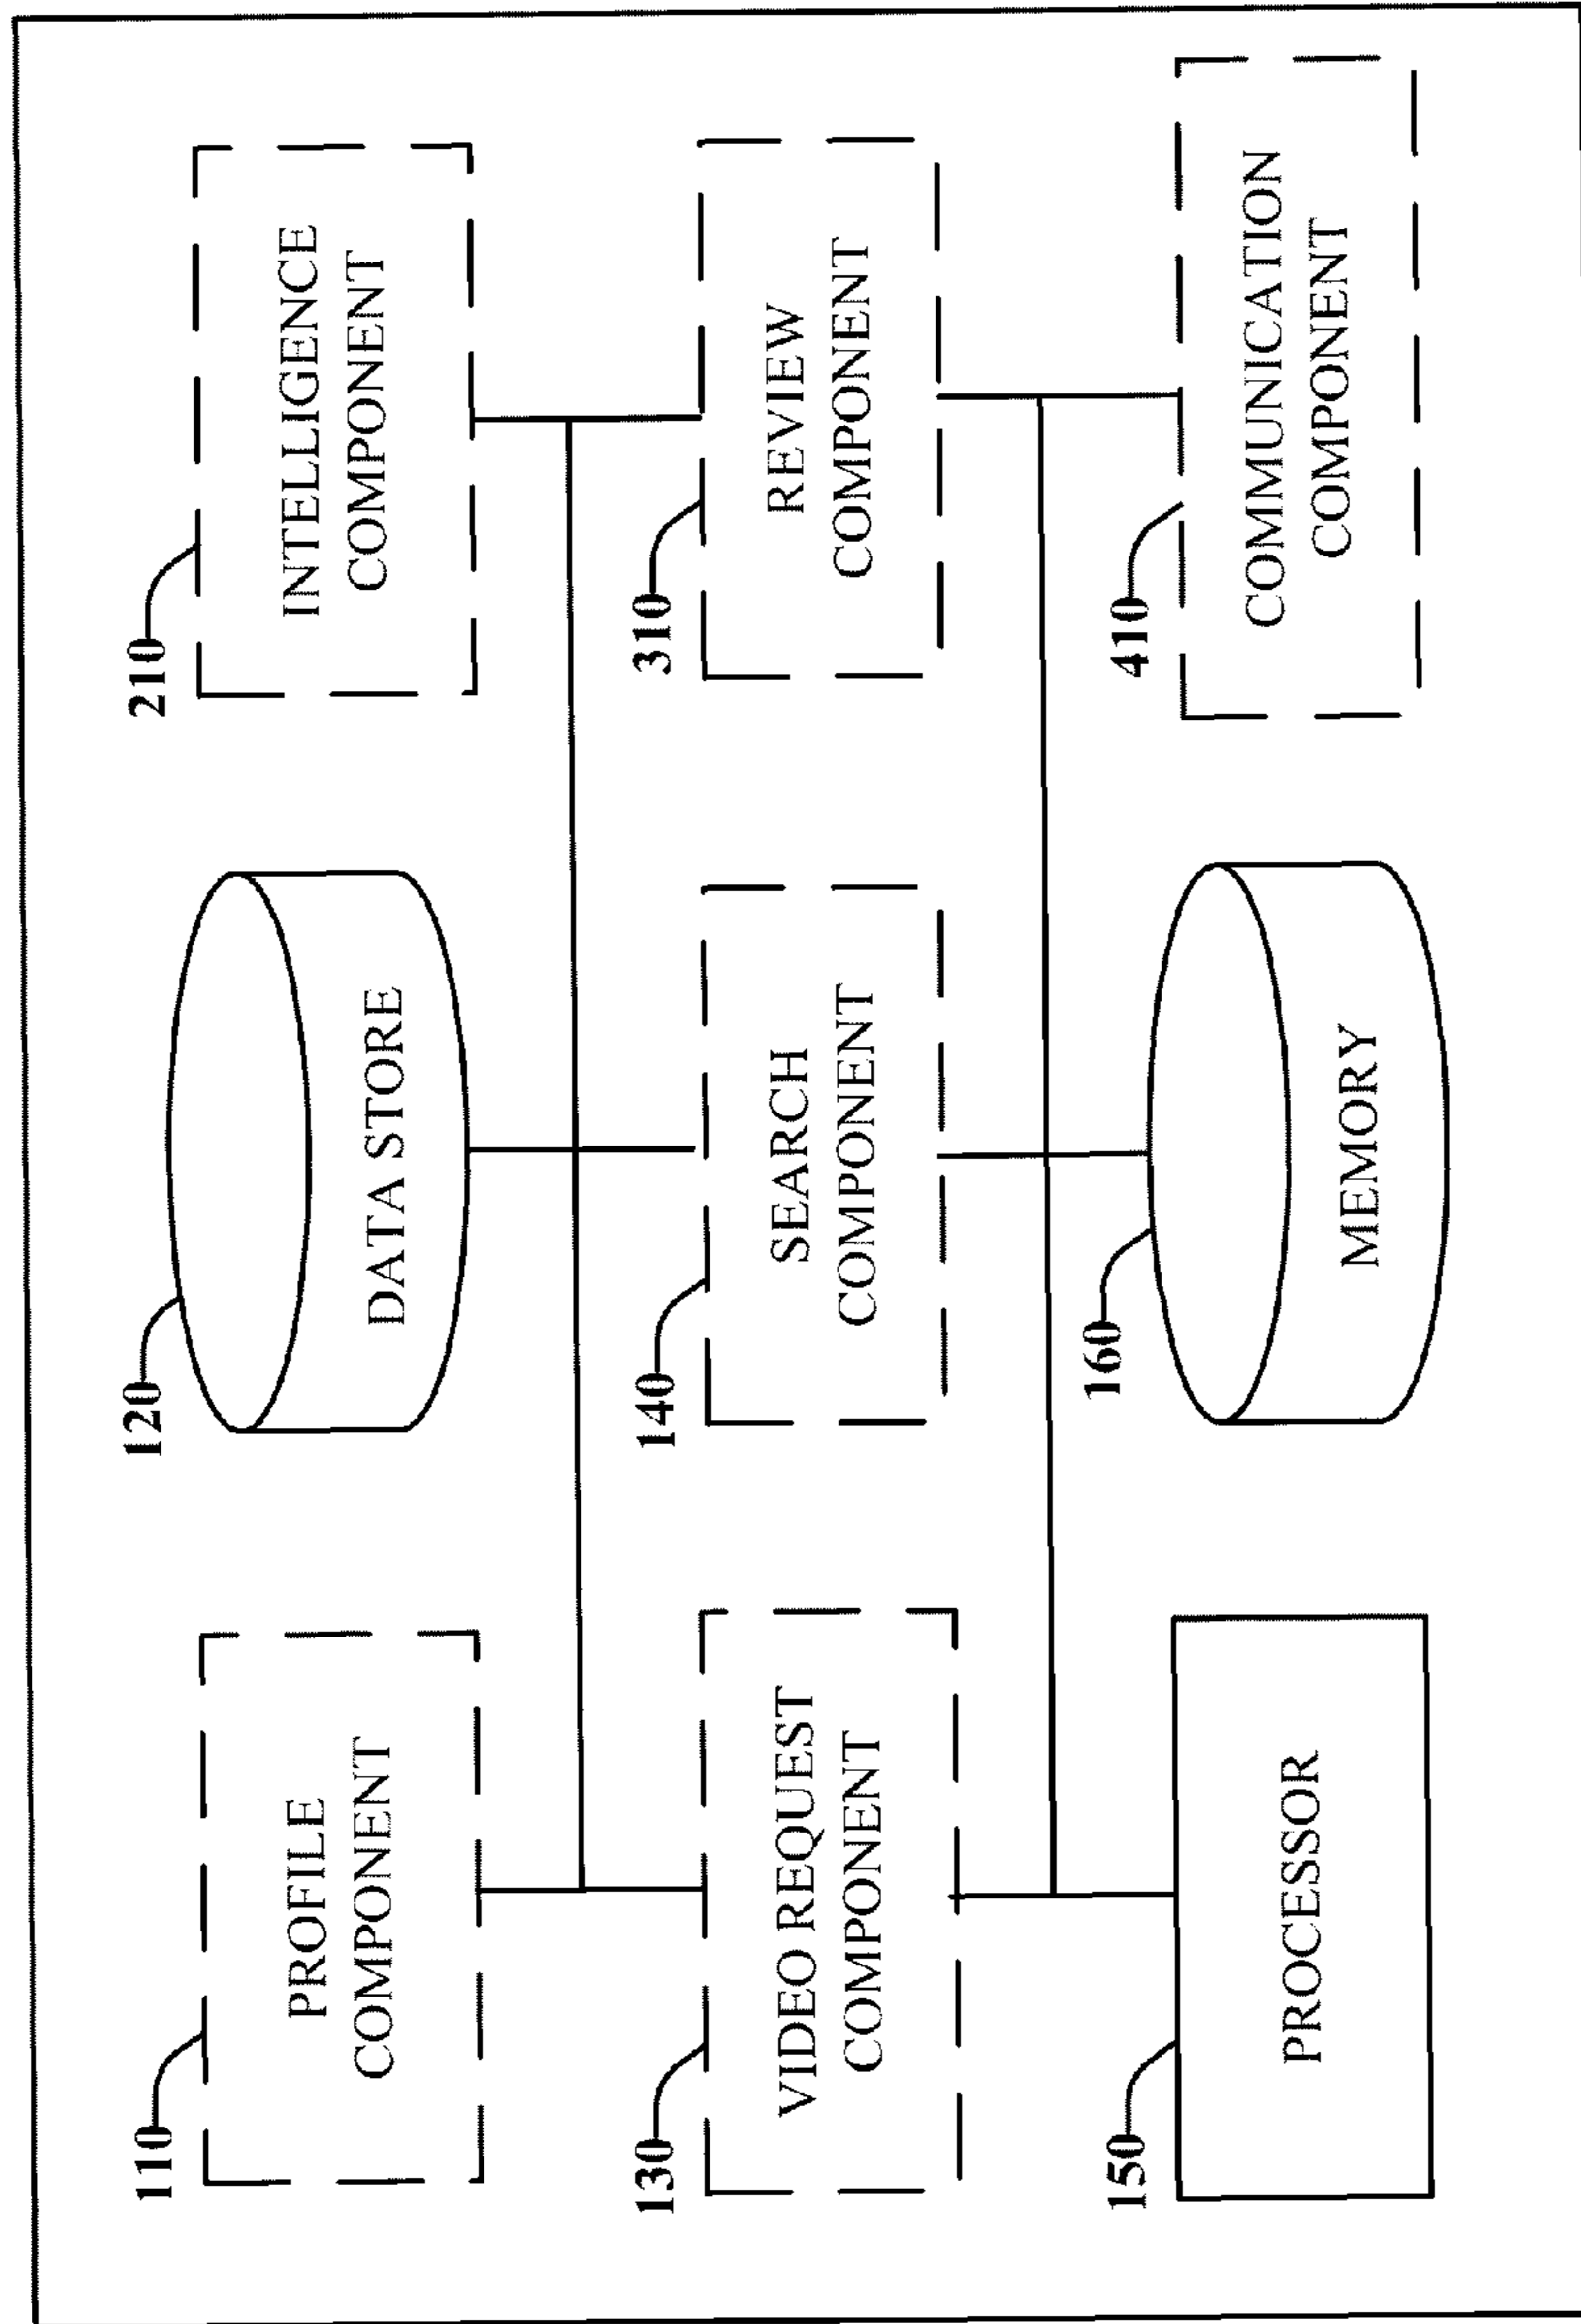 110
PROFILE
COMPONENT
120
DATA STORE
210
INTELLIGENCE
COMPONENT
130
VIDEO REQUEST
COMPONENT
140
SEARCH
COMPONENT
310
REVIEW
COMPONENT
150
PROCESSOR
160
MEMORY
410
COMMUNICATION
COMPONENT